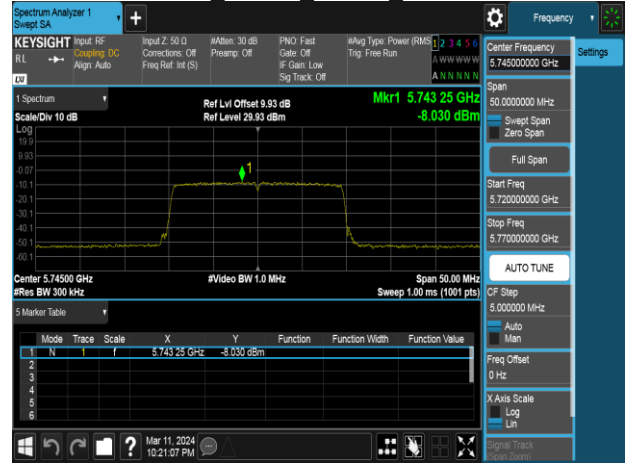 Spectrum Analyzer 1
Swept SA
+
Frequency
KEYSIGHT
RL
LXI
Input: RF
Coupling: DC
Align: Auto
Input Z: 50 Ω
Corrections: Off
Freq Ref: Int (S)
#Atten: 30 dB
Preamp: Off
PNO: Fast
Gate: Off
IF Gain: Low
Sig Track: Off
#Avg Type: Power (RMS
Trig: Free Run
1 2 3 4 5 6
A W W W W W
A N N N N N
1 Spectrum
Scale/Div 10 dB
Ref Lvl Offset 9.93 dB
Ref Level 29.93 dBm
Mkr1 5.743 25 GHz
-8.030 dBm
Log
19.9
9.93
-0.07
-10.1
-20.1
-30.1
-40.1
-50.1
-60.1
1
Center 5.74500 GHz
#Res BW 300 kHz
#Video BW 1.0 MHz
Span 50.00 MHz
Sweep 1.00 ms (1001 pts)
5 Marker Table
Mode Trace Scale X Y Function Function Width Function Value
1 N 1 f 5.743 25 GHz -8.030 dBm
2
3
4
5
6
Mar 11, 2024
10:21:07 PM
?
Center Frequency
5.745000000 GHz
Settings
Span
50.0000000 MHz
Swept Span
Zero Span
Full Span
Start Freq
5.720000000 GHz
Stop Freq
5.770000000 GHz
AUTO TUNE
CF Step
5.000000 MHz
Auto
Man
Freq Offset
0 Hz
X Axis Scale
Log
Lin
Signal Track
(Span Zoom)